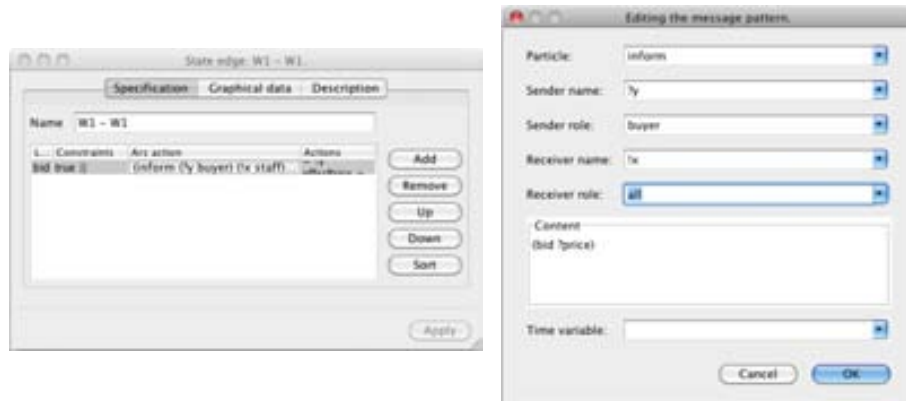 State edge: W1 - W1.
Specification Graphical data Description
Name W1 - W1
L... Constraints Arc action Actions
bid true () (inform (?y buyer) (!x staff)
Add
Remove
Up
Down
Sort
Apply
Editing the message pattern.
Particle: inform
Sender name: ?y
Sender role: buyer
Receiver name: !x
Receiver role: all
Content
(bid ?price)
Time variable:
Cancel OK